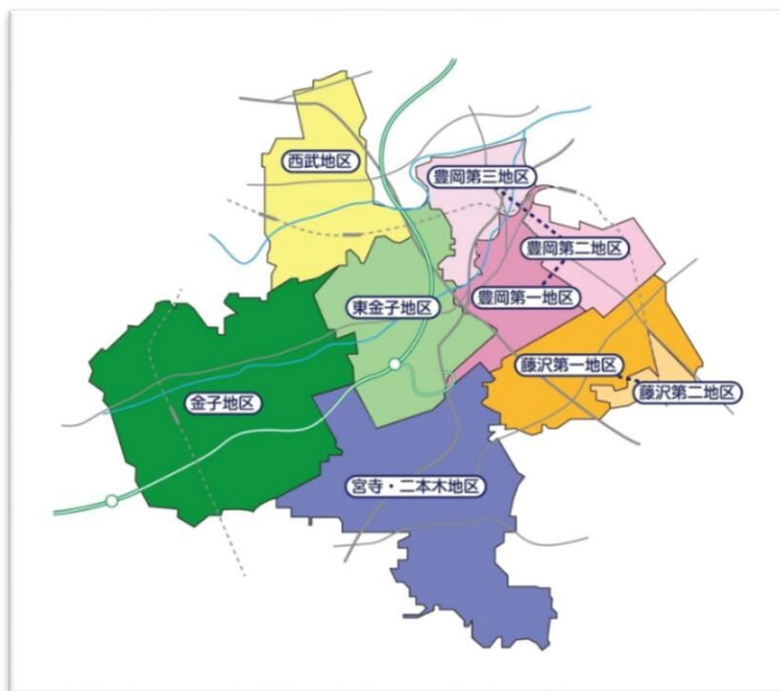 西武地区
豊岡第三地区
豊岡第二地区
豊岡第一地区
東金子地区
藤沢第一地区
藤沢第二地区
金子地区
宮寺・二本木地区